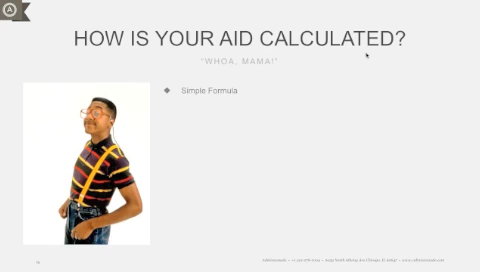 HOW IS YOUR AID CALCULATED?
"WHOA, MAMA!"
Simple Formula